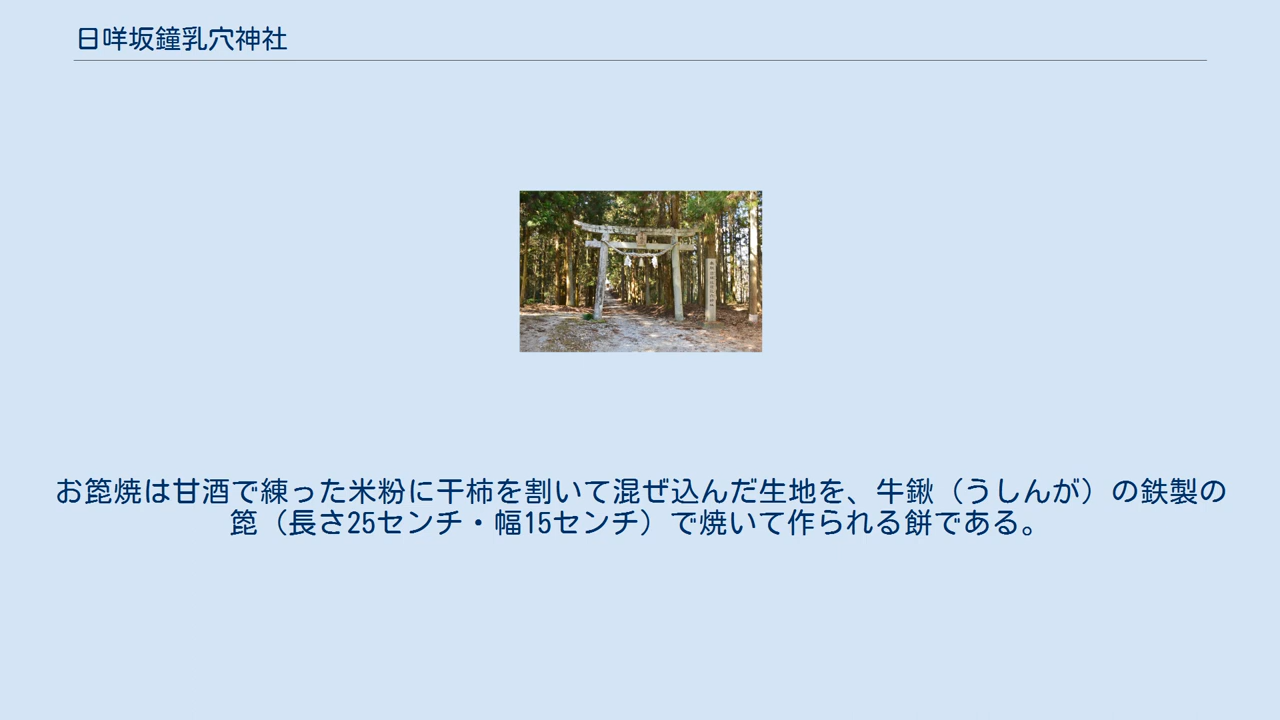 日咩坂鐘乳穴神社
お箆焼は甘酒で練った米粉に干柿を割いて混ぜ込んだ生地を、牛鍬（うしんが）の鉄製の
箆（長さ25センチ・幅15センチ）で焼いて作られる餅である。